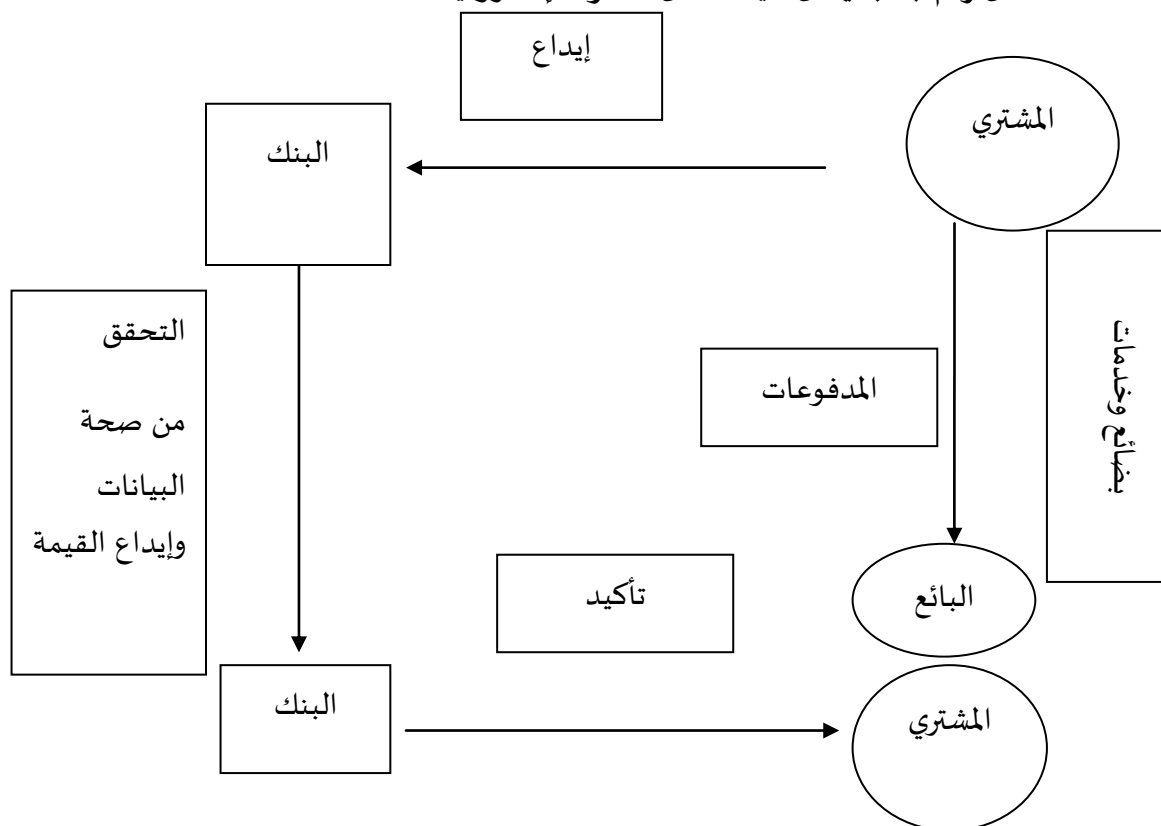 إيداع
المشتري
البنك
التحقق
من صحة
البيانات
وإيداع القيمة
المدفوعات
بضائع وخدمات
تأكيد
البائع
البنك
المشتري